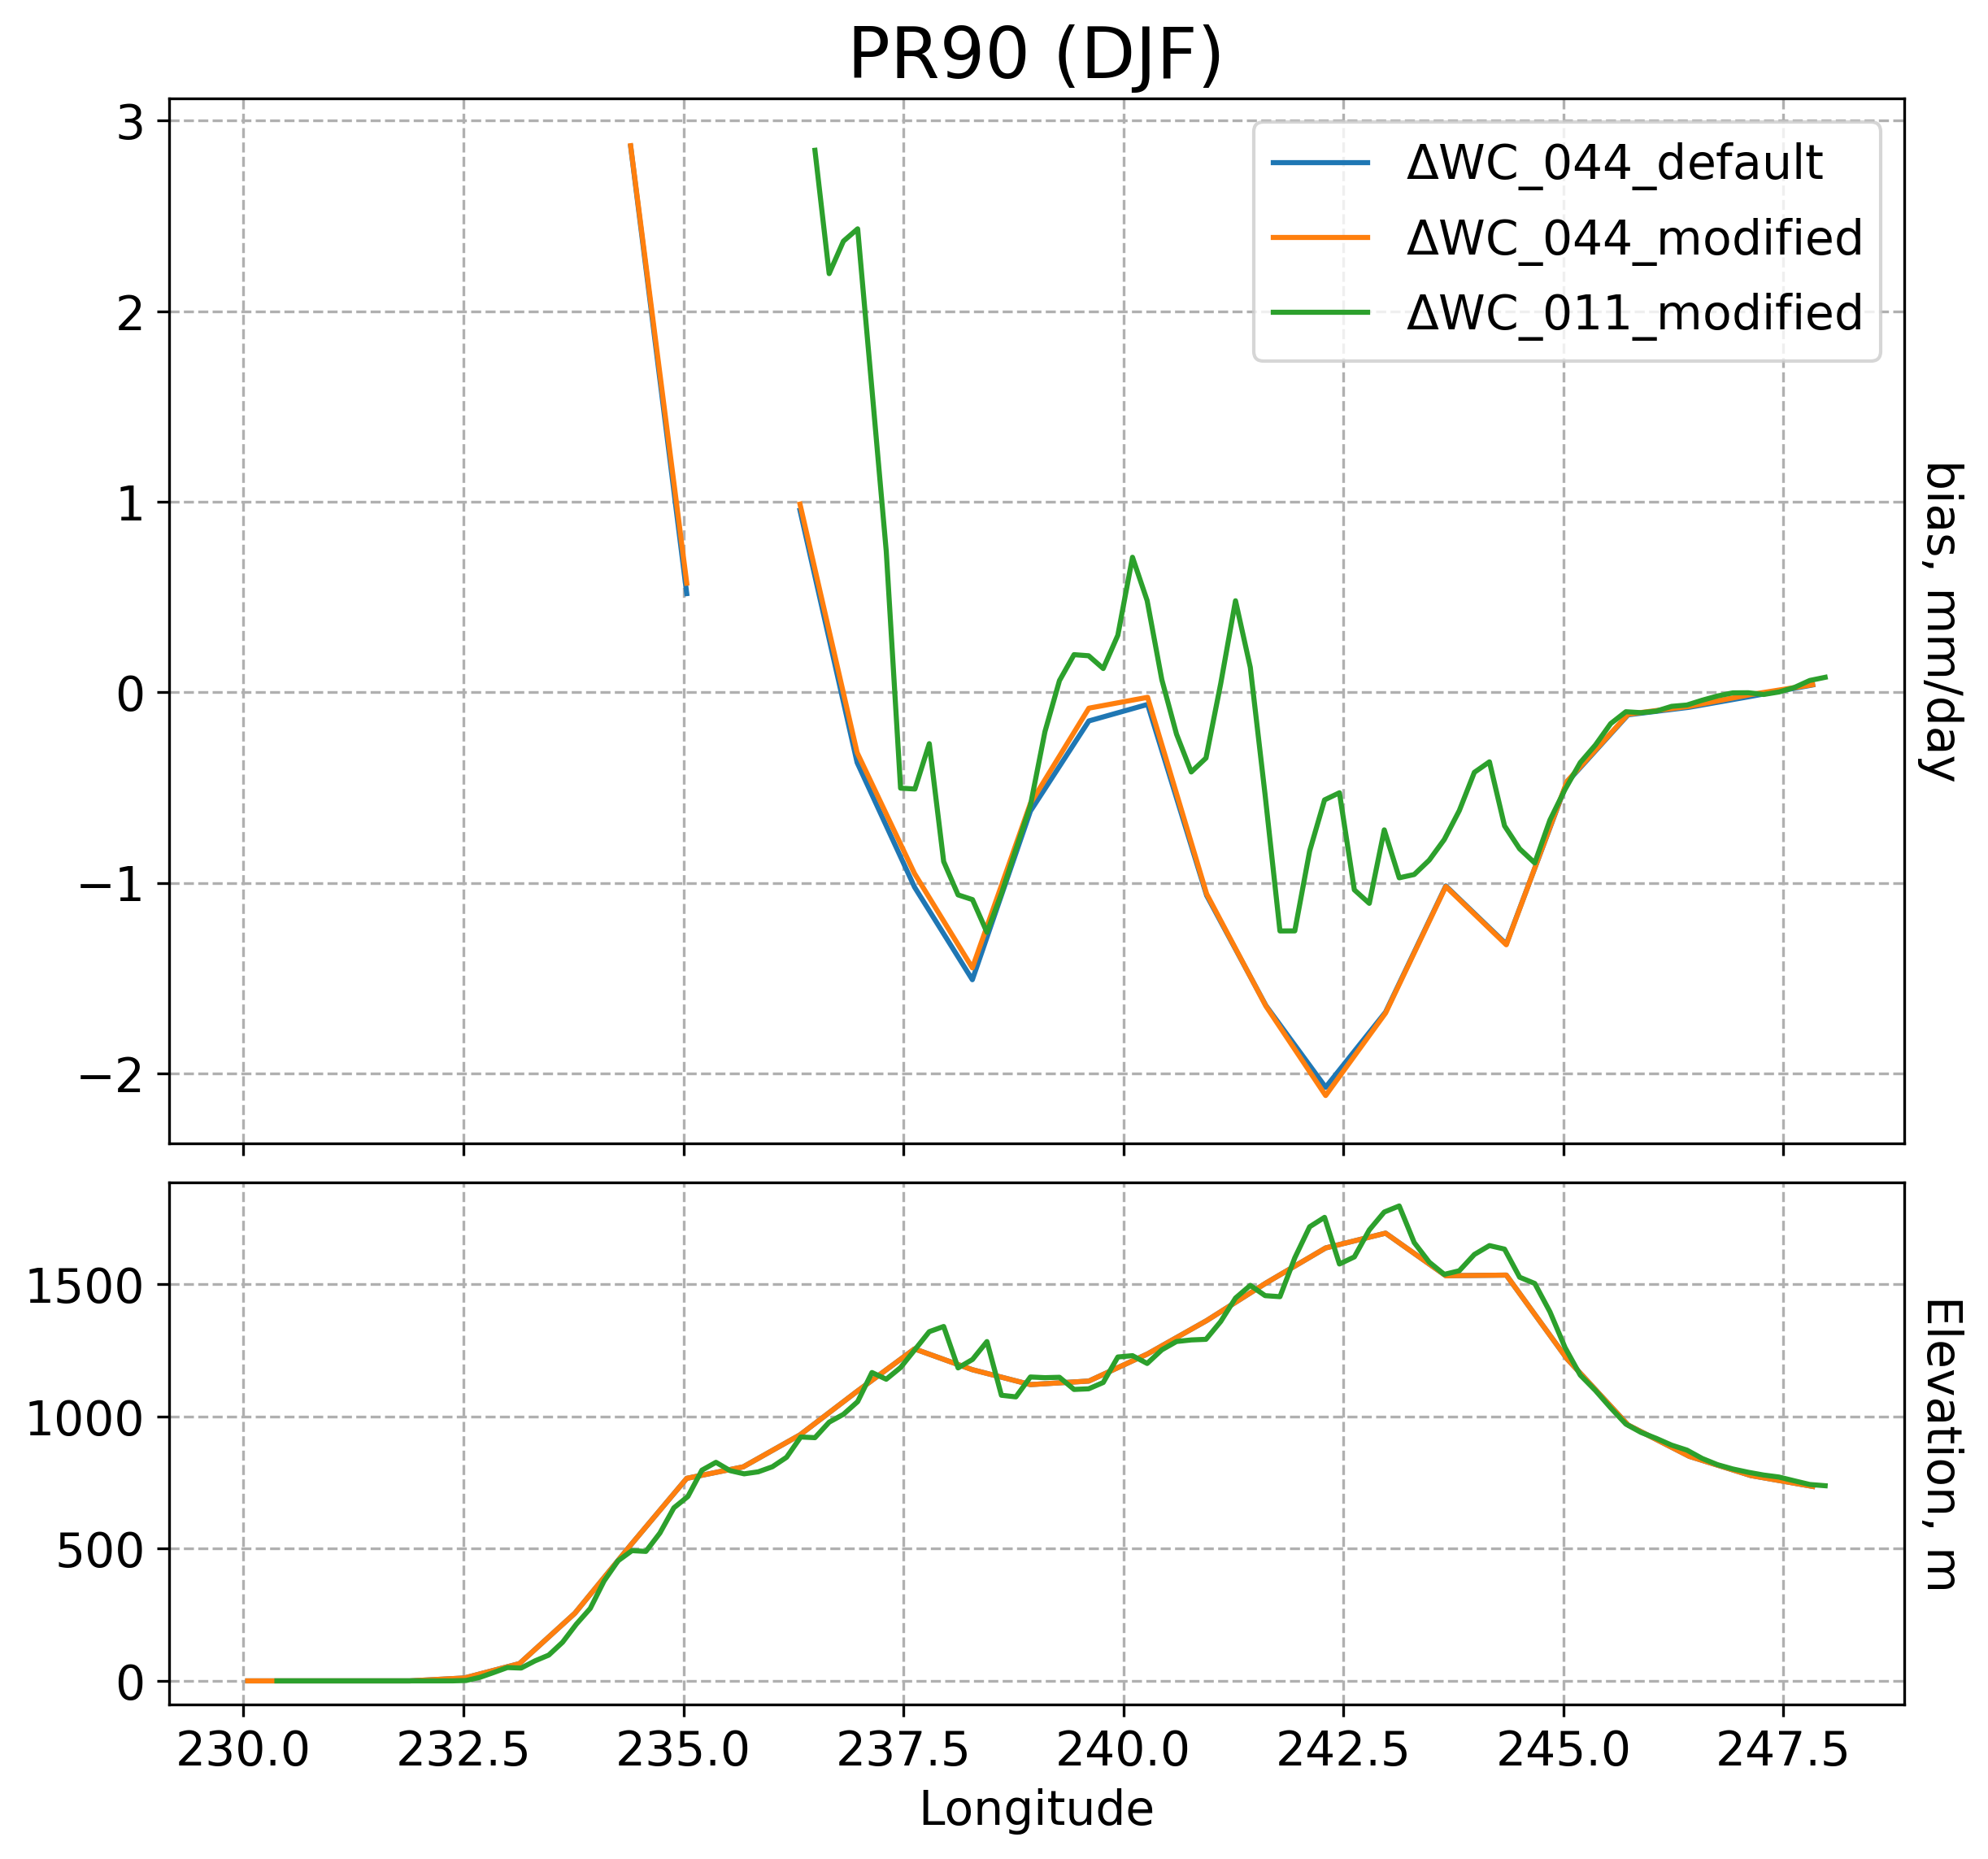 PR90 (DJF)
3
2
1
0
−1
−2
ΔWC_044_default
ΔWC_044_modified
ΔWC_011_modified
bias, mm/day
1500
1000
500
0
Elevation, m
230.0 232.5 235.0 237.5 240.0 242.5 245.0 247.5
Longitude